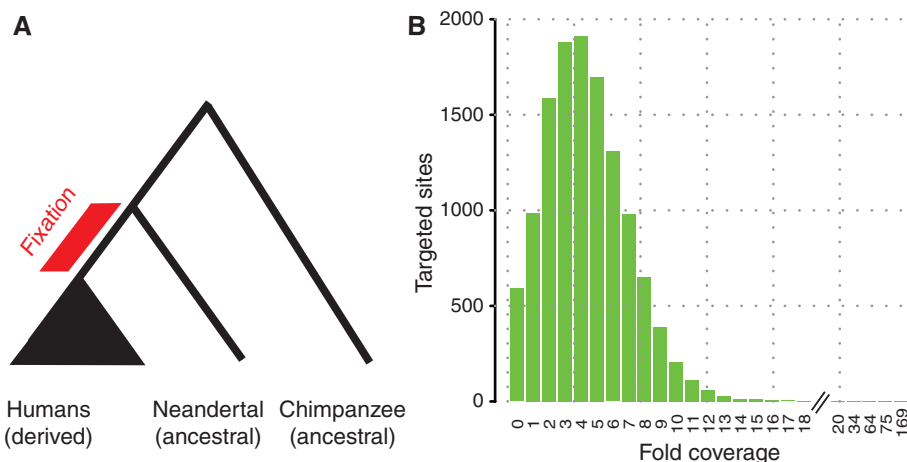 A
Fixation
Humans
(derived)
Neandertal
(ancestral)
Chimpanzee
(ancestral)
B
Targeted sites
2000
1500
1000
500
0
0 1 2 3 4 5 6 7 8 9 10 11 12 13 14 15 16 17 18 20 34 64 75 169
Fold coverage